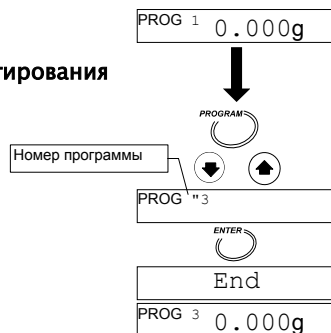 PROG 1 0.000g
тирования
PROGRAM
Номер программы
PROG "3
ENTER
End
PROG 3 0.000g